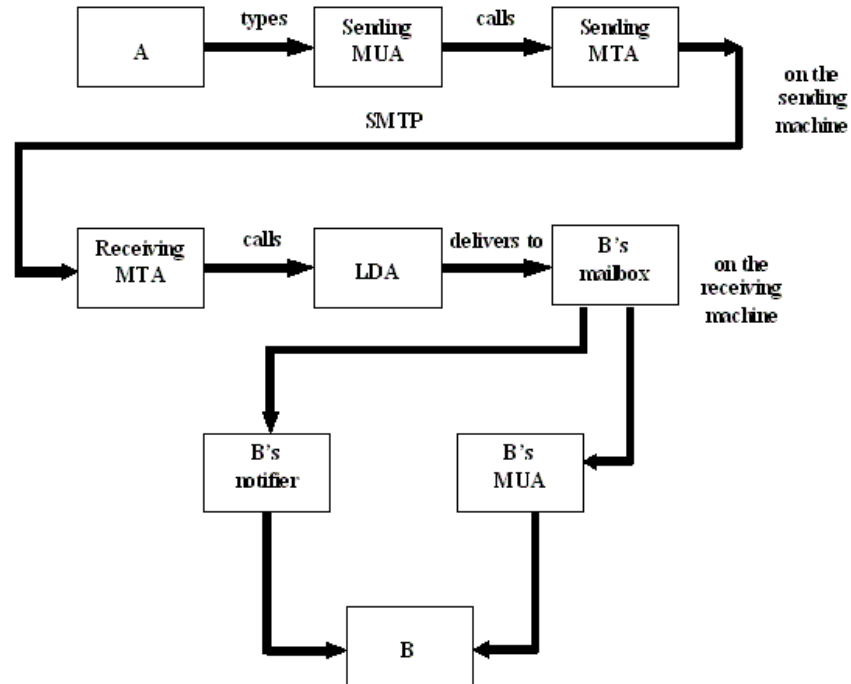 types
calls
A
Sending
MUA
Sending
MTA
on the
sending
machine
SMTP
Receiving
MTA
calls
LDA
delivers to
B's
mailbox
on the
receiving
machine
B's
notifier
B's
MUA
B